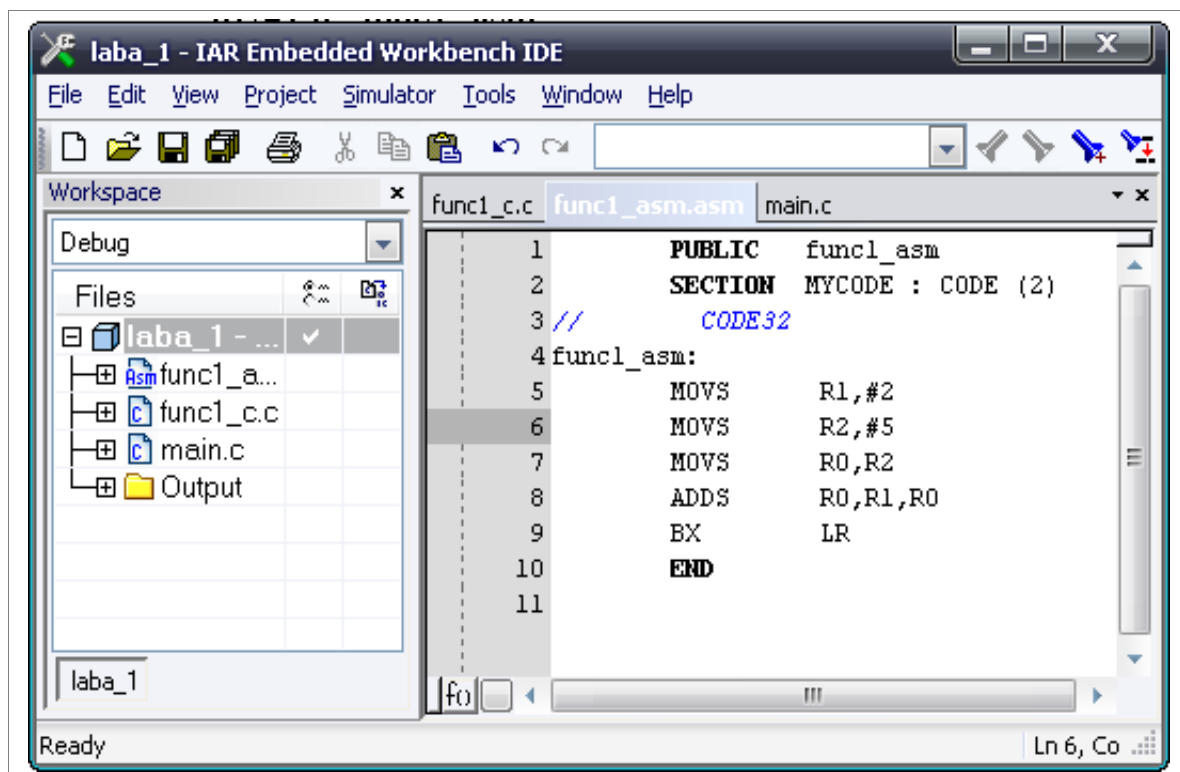 laba_1 - IAR Embedded Workbench IDE
File Edit View Project Simulator Tools Window Help
Workspace
Debug
Files
laba_1 - ...
func1_a...
func1_c.c
main.c
Output
laba_1
func1_c.c func1_asm.asm main.c
1 PUBLIC func1_asm
2 SECTION MYCODE : CODE (2)
3 // CODE32
4 func1_asm:
5 MOVS R1,#2
6 MOVS R2,#5
7 MOVS R0,R2
8 ADDS R0,R1,R0
9 BX LR
10 END
11
Ready Ln 6, Co